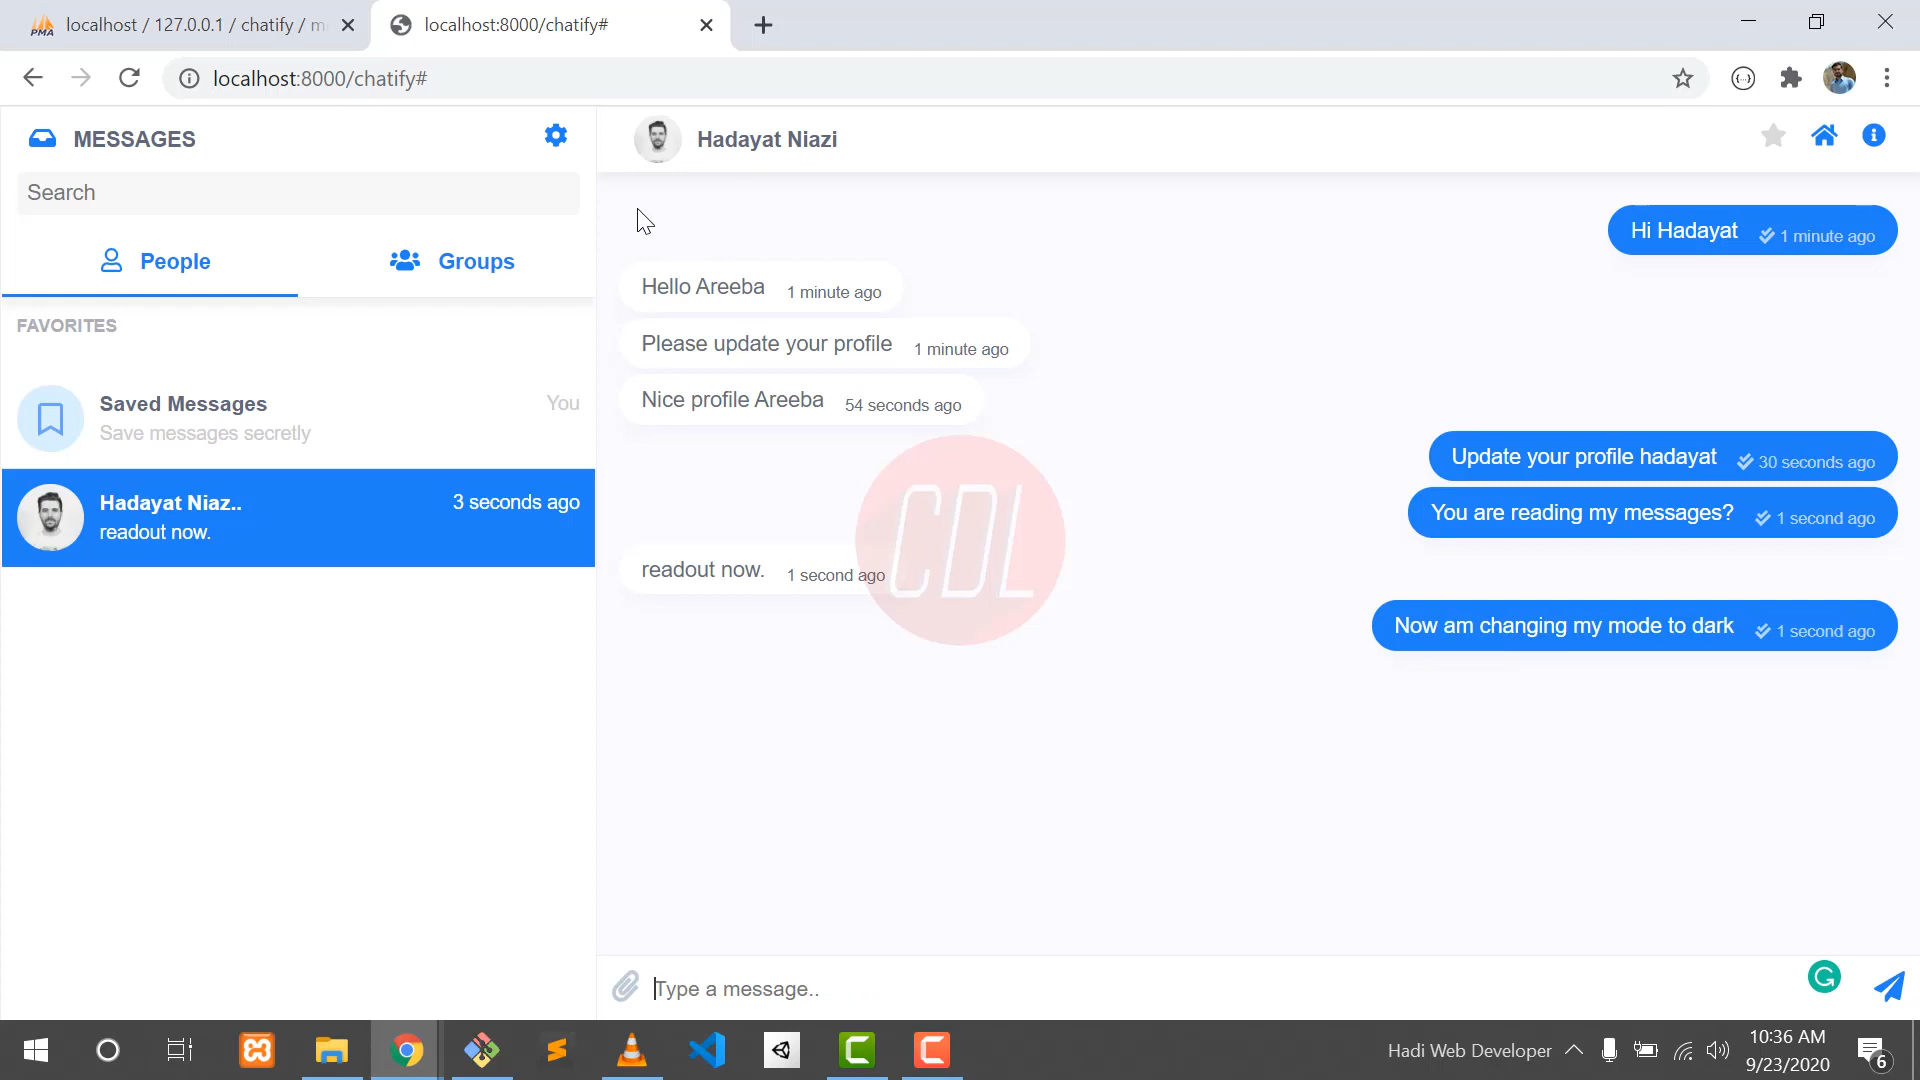 localhost / 127.0.0.1 / chatify / m
localhost:8000/chatify#
localhost:8000/chatify#
MESSAGES
Search
People
Groups
FAVORITES
Saved Messages
You
Save messages secretly
Hadayat Niaz..
3 seconds ago
readout now.
Hadayat Niazi
Hi Hadayat 1 minute ago
Hello Areeba 1 minute ago
Please update your profile 1 minute ago
Nice profile Areeba 54 seconds ago
Update your profile hadayat 30 seconds ago
You are reading my messages? 1 second ago
readout now. 1 second ago
CDL
Now am changing my mode to dark 1 second ago
Type a message..
Hadi Web Developer
10:36 AM
9/23/2020
6